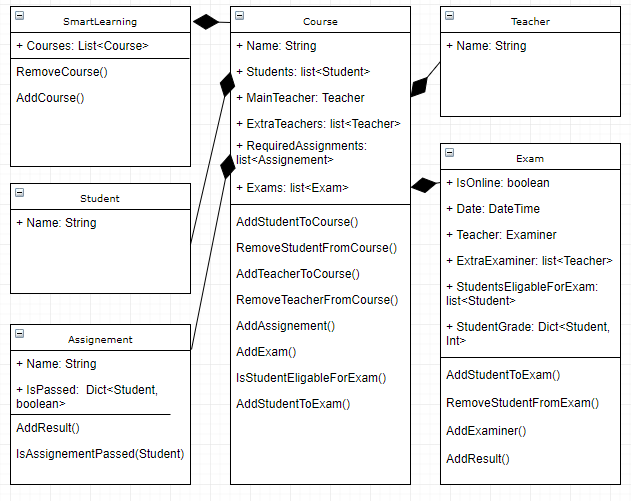 SmartLearning
+ Courses: List<Course>
RemoveCourse()
AddCourse()
Student
+ Name: String
Assignement
+ Name: String
+ IsPassed:  Dict<Student,
boolean>
AddResult()
IsAssignementPassed(Student)
Course
+ Name: String
+ Students: list<Student>
+ MainTeacher: Teacher
+ ExtraTeachers: list<Teacher>
+ RequiredAssignments:
list<Assignement>
+ Exams: list<Exam>
AddStudentToCourse()
RemoveStudentFromCourse()
AddTeacherToCourse()
RemoveTeacherFromCourse()
AddAssignement()
AddExam()
IsStudentEligableForExam()
AddStudentToExam()
Teacher
+ Name: String
Exam
+ IsOnline: boolean
+ Date: DateTime
+ Teacher: Examiner
+ ExtraExaminer: list<Teacher>
+ StudentsEligableForExam:
list<Student>
+ StudentGrade: Dict<Student,
Int>
AddStudentToExam()
RemoveStudentFromExam()
AddExaminer()
AddResult()